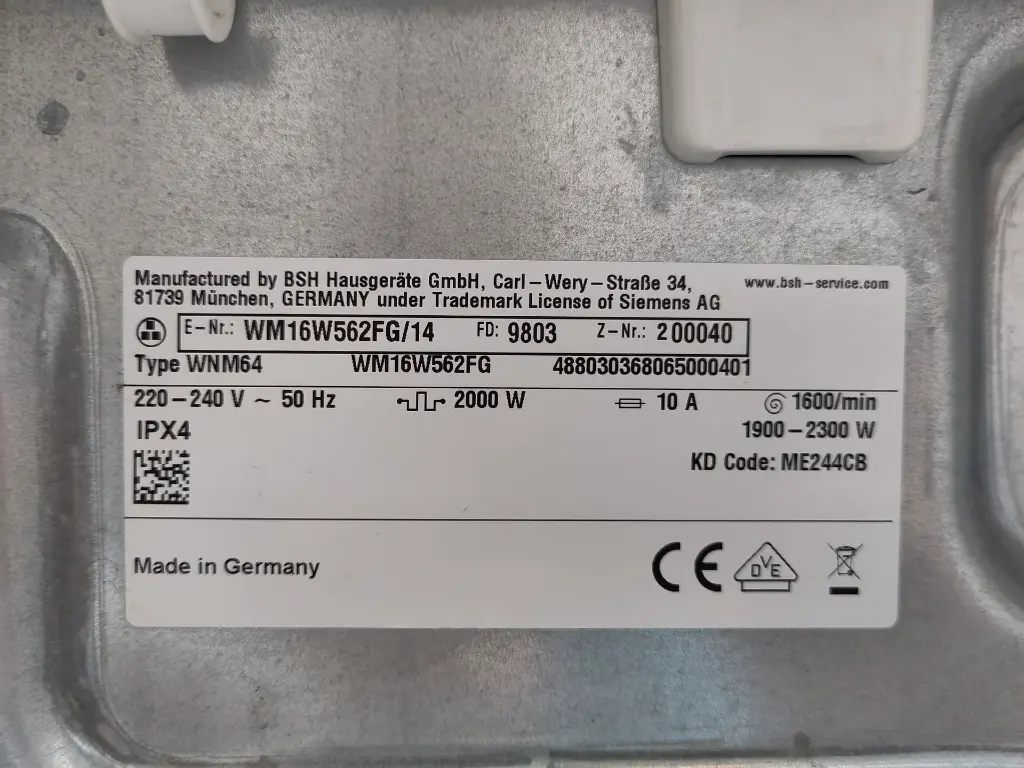 Manufactured by BSH Hausgeräte GmbH, Carl-Wery-Straße 34, www.bsh-service.com
81739 München, GERMANY under Trademark License of Siemens AG
E-Nr.: WM16W562FG/14 FD: 9803 Z-Nr.: 200040
Type WNM64 WM16W562FG 488030368065000401
220-240 V ~ 50 Hz 2000 W 10 A 1600/min
IPX4 1900-2300 W
KD Code: ME244CB
Made in Germany CE DVE